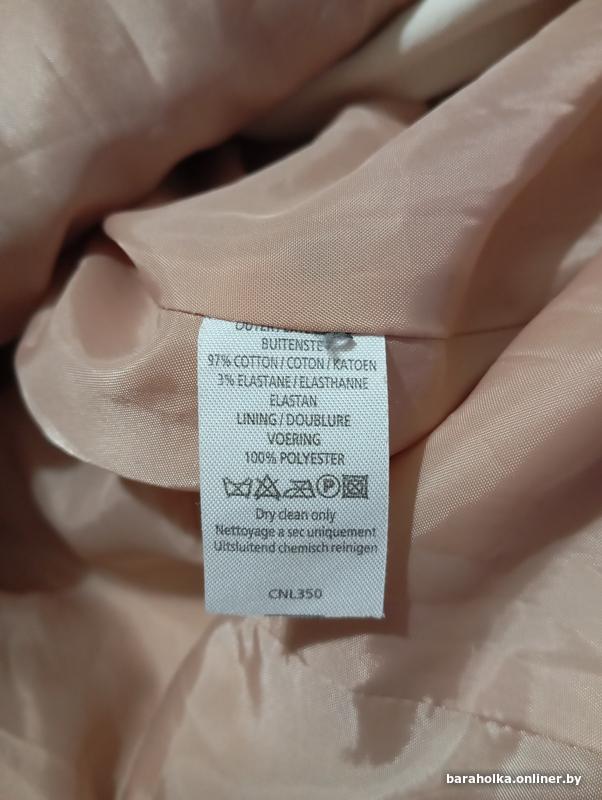 BUITENSTE
97% COTTON / COTON / KATOEN
3% ELASTANE / ELASTHANNE
ELASTAN
LINING / DOUBLURE
VOERING
100% POLYESTER
P
Dry clean only
Nettoyage a sec uniquement
Uitsluitend chemisch reinigen
CNL350
baraholka.onliner.by